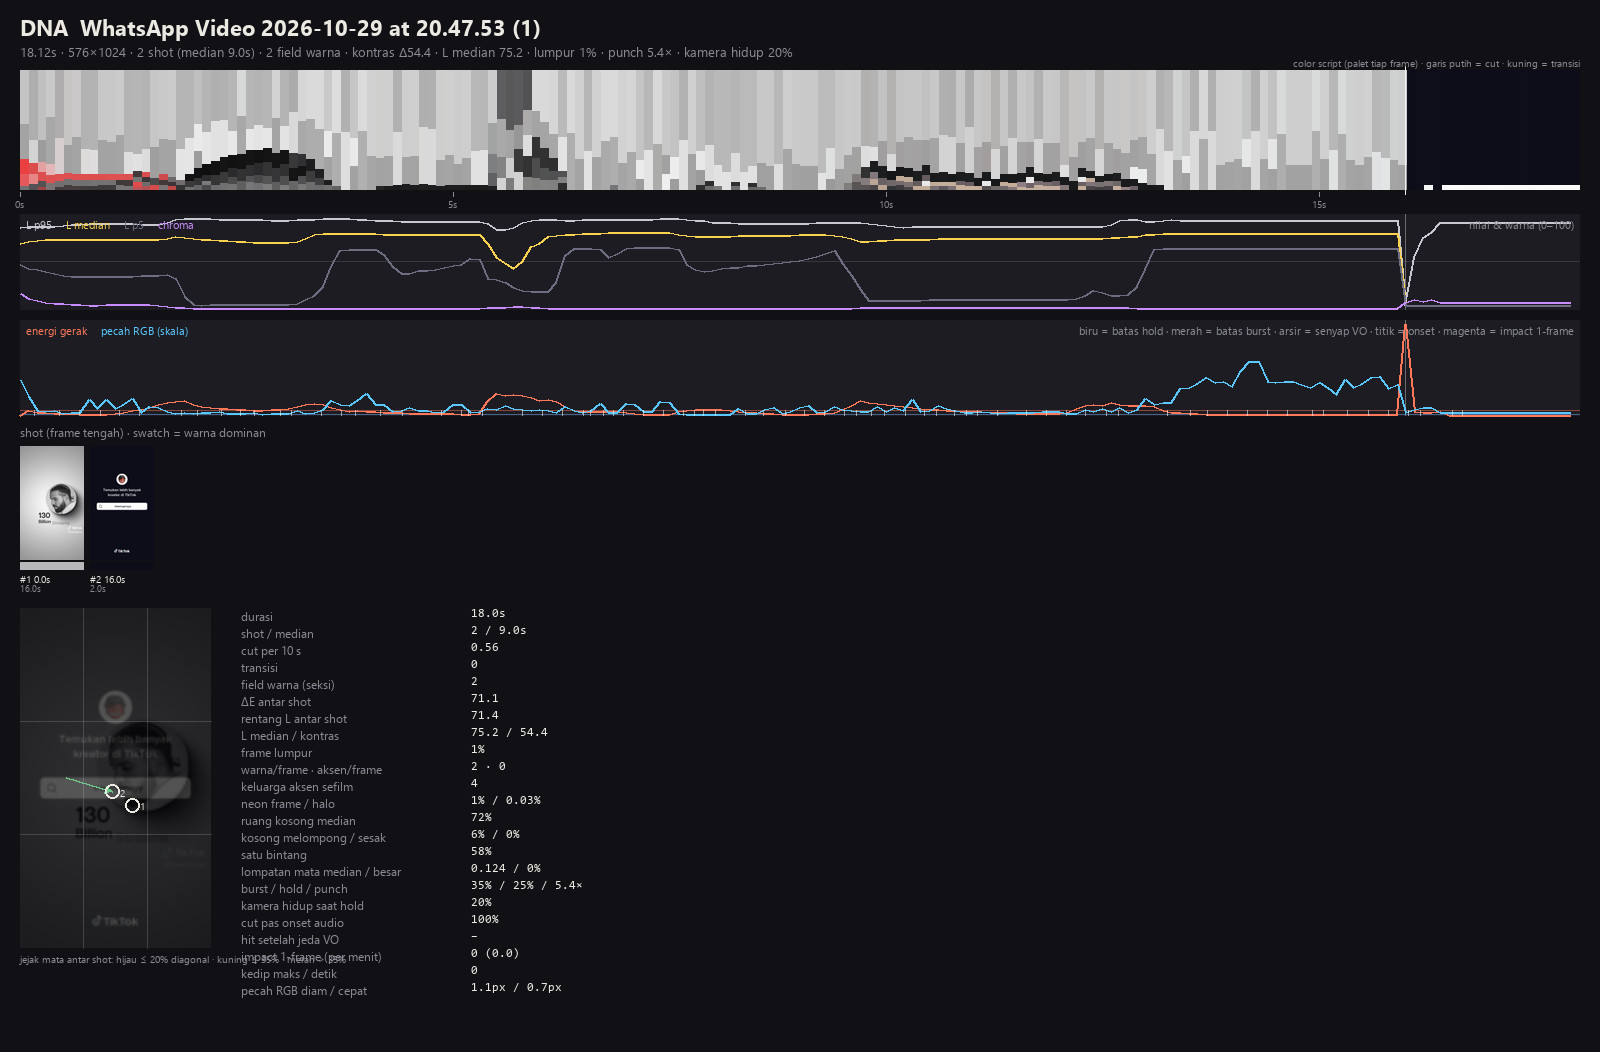 DNA WhatsApp Video 2026-10-29 at 20.47.53 (1)
18.12s · 576×1024 · 2 shot (median 9.0s) · 2 field warna · kontras Δ54.4 · L median 75.2 · lumpur 1% · punch 5.4× · kamera hidup 20%
color script (palet tiap frame) · garis putih = cut · kuning = transisi
0s 5s 10s 15s
L p95 L median L p5 chroma
nilai & warna (0–100)
energi gerak pecah RGB (skala)
biru = batas hold · merah = batas burst · arsir = senyap VO · titik = onset · magenta = impact 1-frame
shot (frame tengah) · swatch = warna dominan
130
Billion
Temukan lebih banyak
kreator di TikTok
TikTok
#1 0.0s #2 16.0s
16.0s 2.0s
Temukan lebih banyak
kreator di TikTok
130
Billion
TikTok
jejak mata antar shot: hijau ≤ 20% diagonal · kuning
durasi 18.0s
shot / median 2 / 9.0s
cut per 10 s 0.56
transisi 0
field warna (seksi) 2
ΔE antar shot 71.1
rentang L antar shot 71.4
L median / kontras 75.2 / 54.4
frame lumpur 1%
warna/frame · aksen/frame 2 · 0
keluarga aksen sefilm 4
neon frame / halo 1% / 0.03%
ruang kosong median 72%
kosong melompong / sesak 6% / 0%
satu bintang 58%
lompatan mata median / besar 0.124 / 0%
burst / hold / punch 35% / 25% / 5.4×
kamera hidup saat hold 20%
cut pas onset audio 100%
hit setelah jeda VO –
impact 1-frame (per menit) 0 (0.0)
kedip maks / detik 0
pecah RGB diam / cepat 1.1px / 0.7px